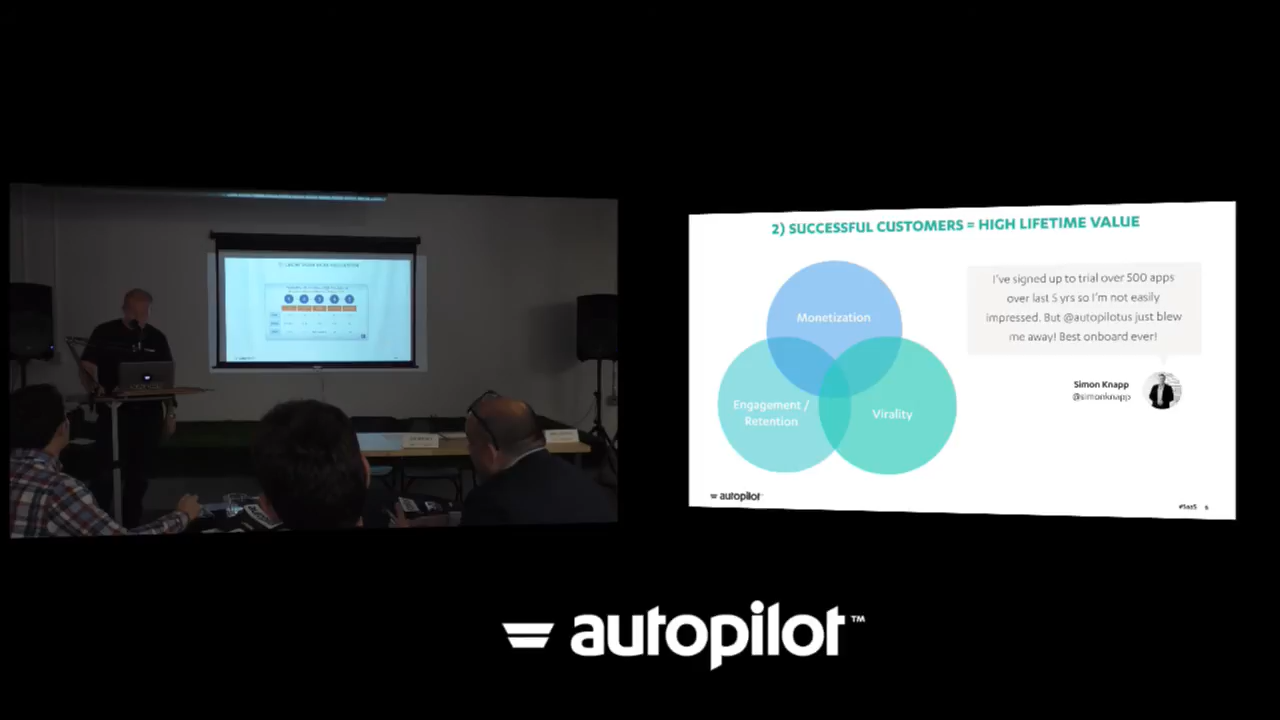 2) SUCCESSFUL CUSTOMERS = HIGH LIFETIME VALUE
Monetization
Engagement /
Retention
Virality
I've signed up to trial over 500 apps
over last 5 yrs so I'm not easily
impressed. But @autopilotus just blew
me away! Best onboard ever!
Simon Knapp
@simonknapp
autopilot
#SaaS 6
autopilot™